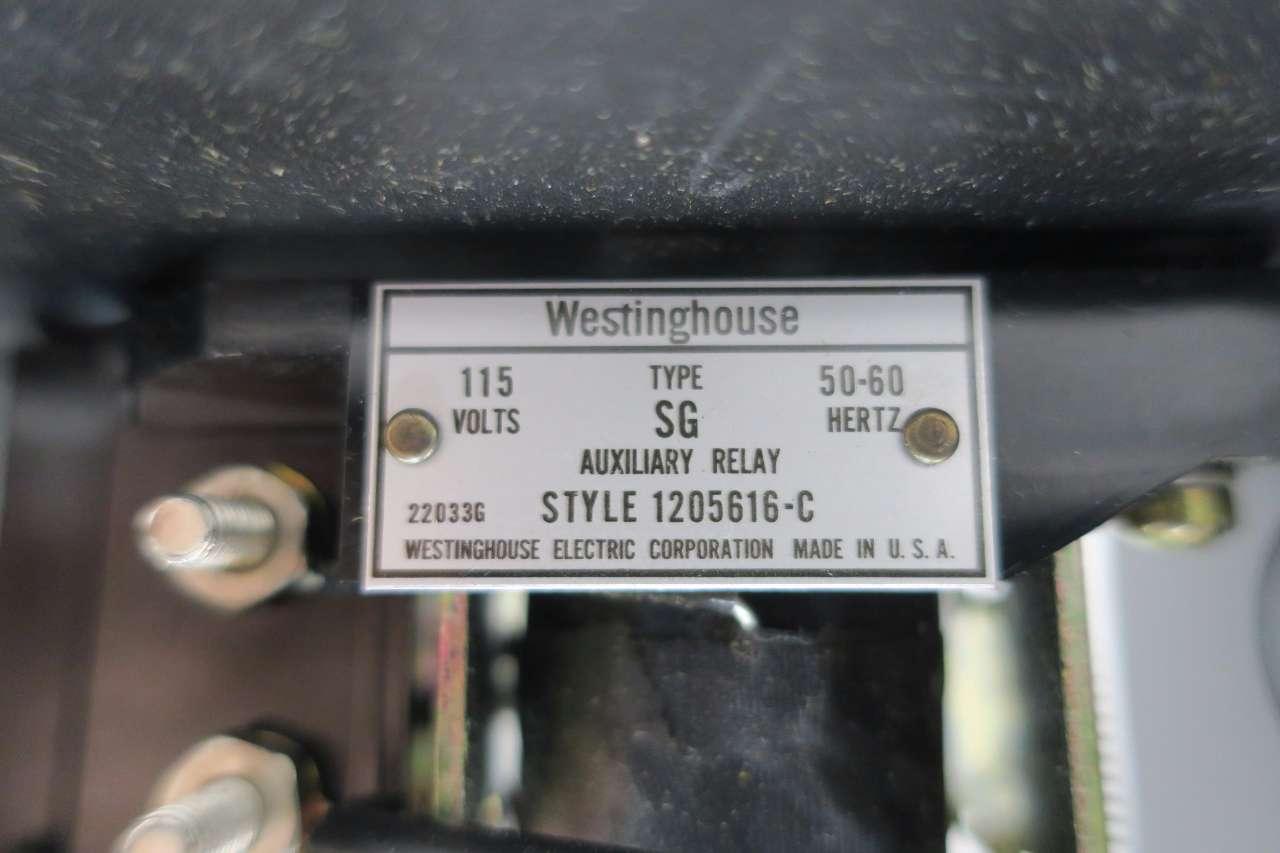 Westinghouse
115 VOLTS
TYPE SG
50-60 HERTZ
AUXILIARY RELAY
22033G STYLE 1205616-C
WESTINGHOUSE ELECTRIC CORPORATION MADE IN U.S.A.